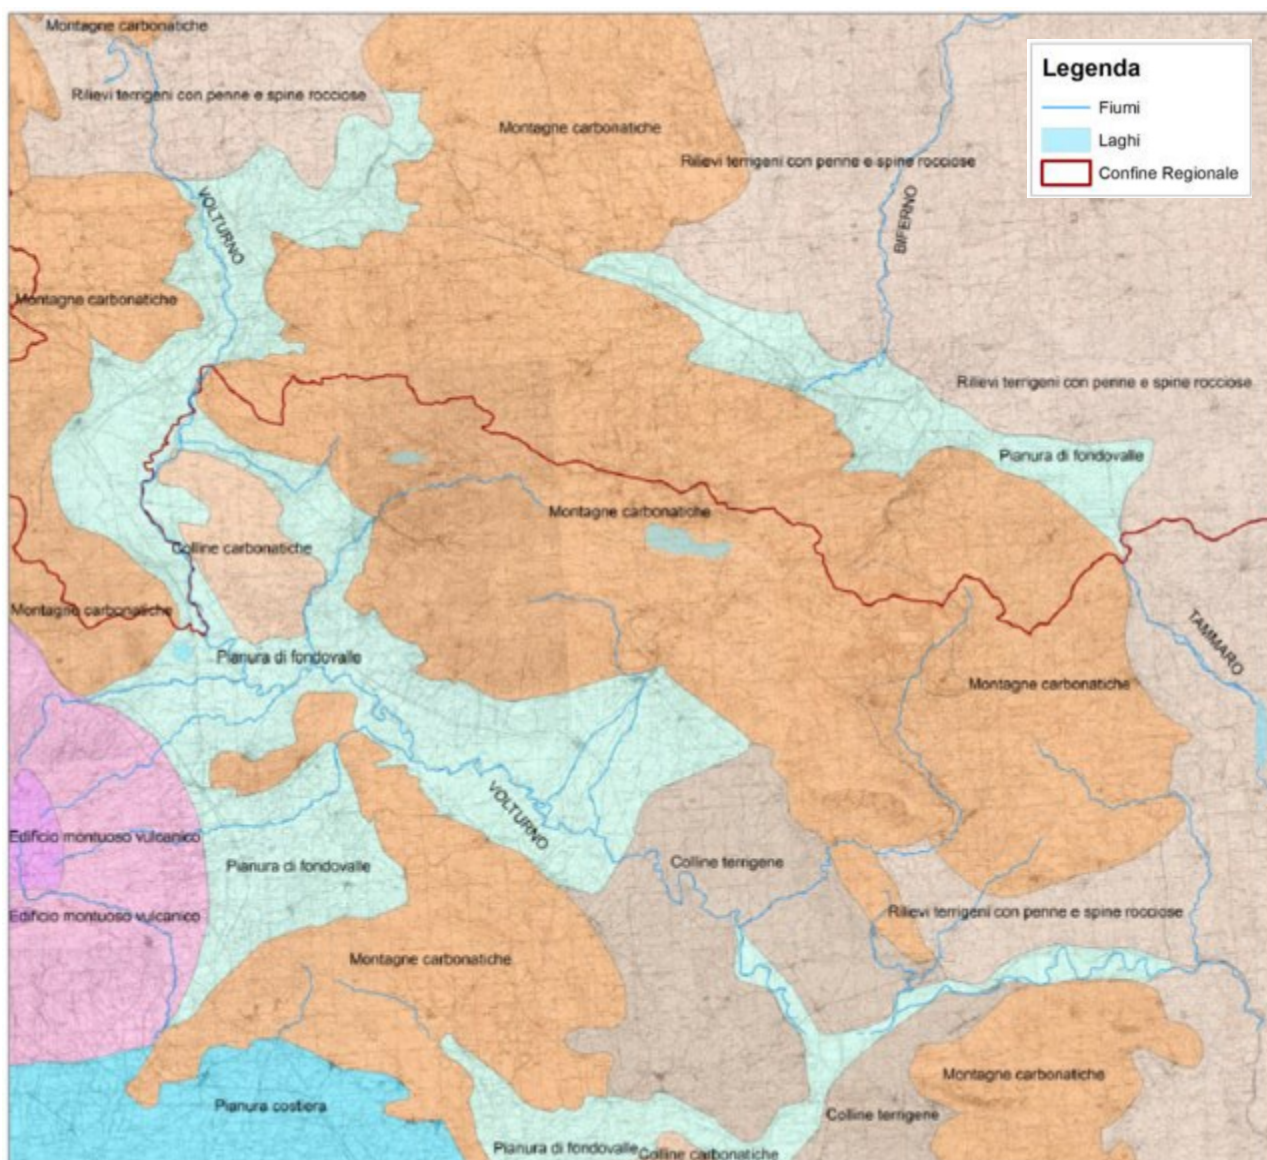 Montagne carbonatiche
Legenda
Rilievi terrigeni con penne e spine rocciose
Fiumi
Montagne carbonatiche
Laghi
Rilievi terrigeni con penne e spine rocciose
Confine Regionale
VOLTURNO
BIFERNO
Montagne carbonatiche
Rilievi terrigeni con penne e spine rocciose
Pianura di fondovalle
Montagne carbonatiche
Colline carbonatiche
Montagne carbonatiche
TAMMARO
Pianura di fondovalle
Montagne carbonatiche
VOLTURNO
Edificio montuoso vulcanico
Pianura di fondovalle
Colline terrigene
Edificio montuoso vulcanico
Rilievi terrigeni con penne e spine rocciose
Montagne carbonatiche
Montagne carbonatiche
Pianura costiera
Colline terrigene
Pianura di fondovalle
Colline carbonatiche